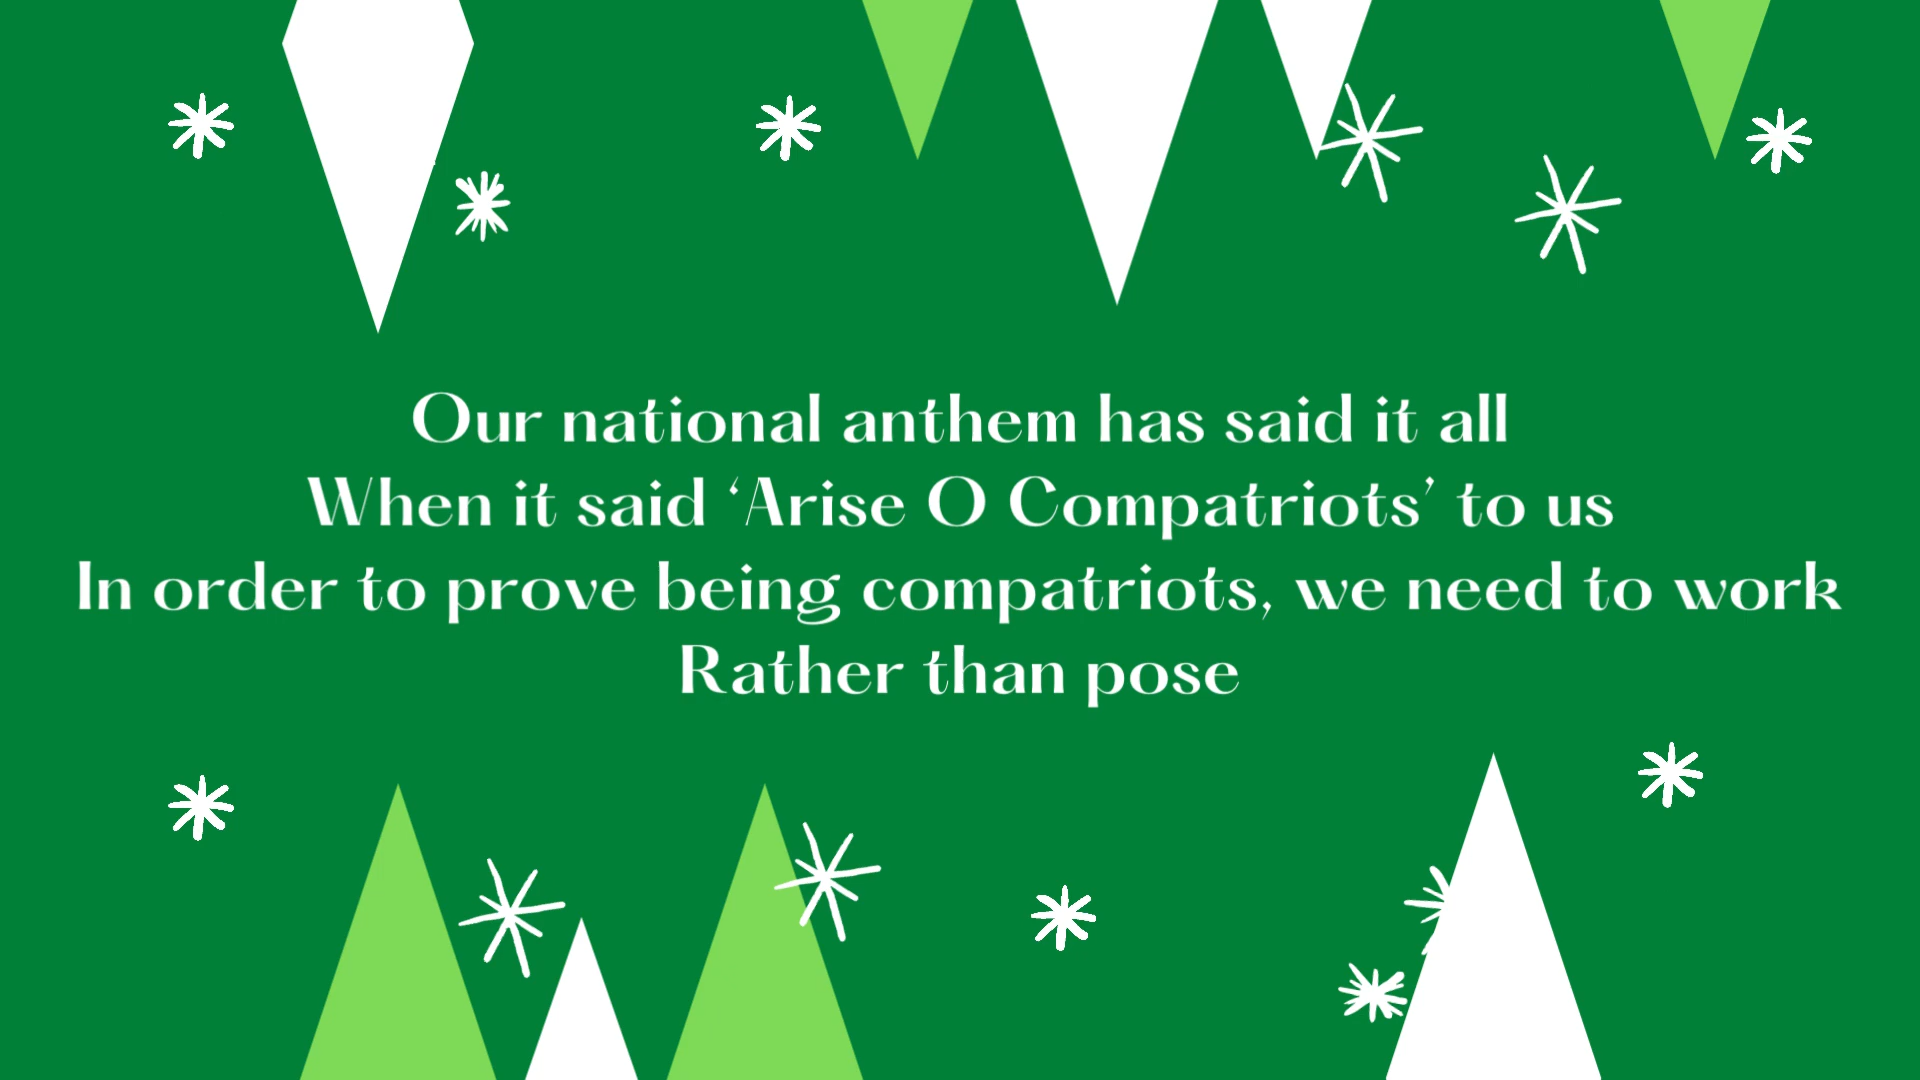 Our national anthem has said it all
When it said ‘Arise O Compatriots’ to us
In order to prove being compatriots, we need to work
Rather than pose